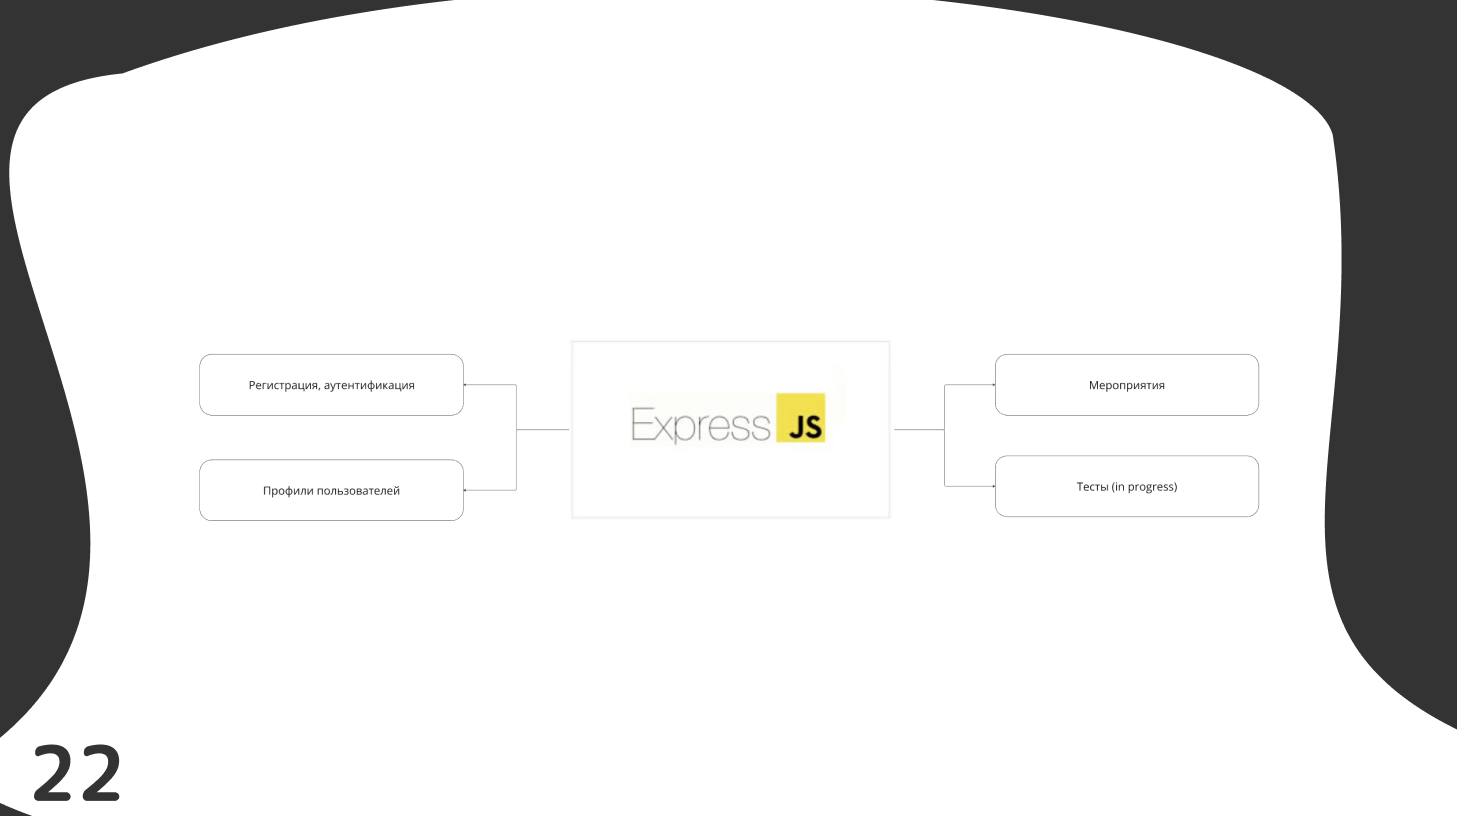 Регистрация, аутентификация
Профили пользователей
Express JS
Мероприятия
Тесты (in progress)
22